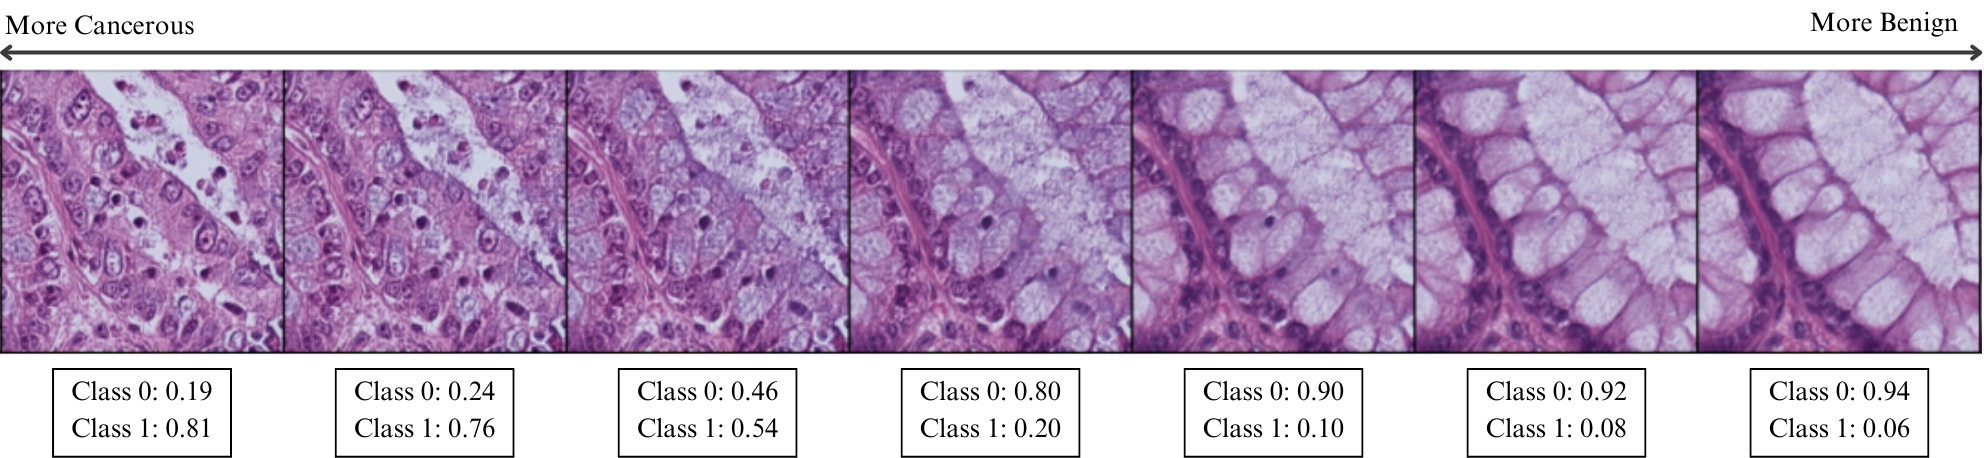 More Cancerous
More Benign
Class 0: 0.19
Class 1: 0.81
Class 0: 0.24
Class 1: 0.76
Class 0: 0.46
Class 1: 0.54
Class 0: 0.80
Class 1: 0.20
Class 0: 0.90
Class 1: 0.10
Class 0: 0.92
Class 1: 0.08
Class 0: 0.94
Class 1: 0.06